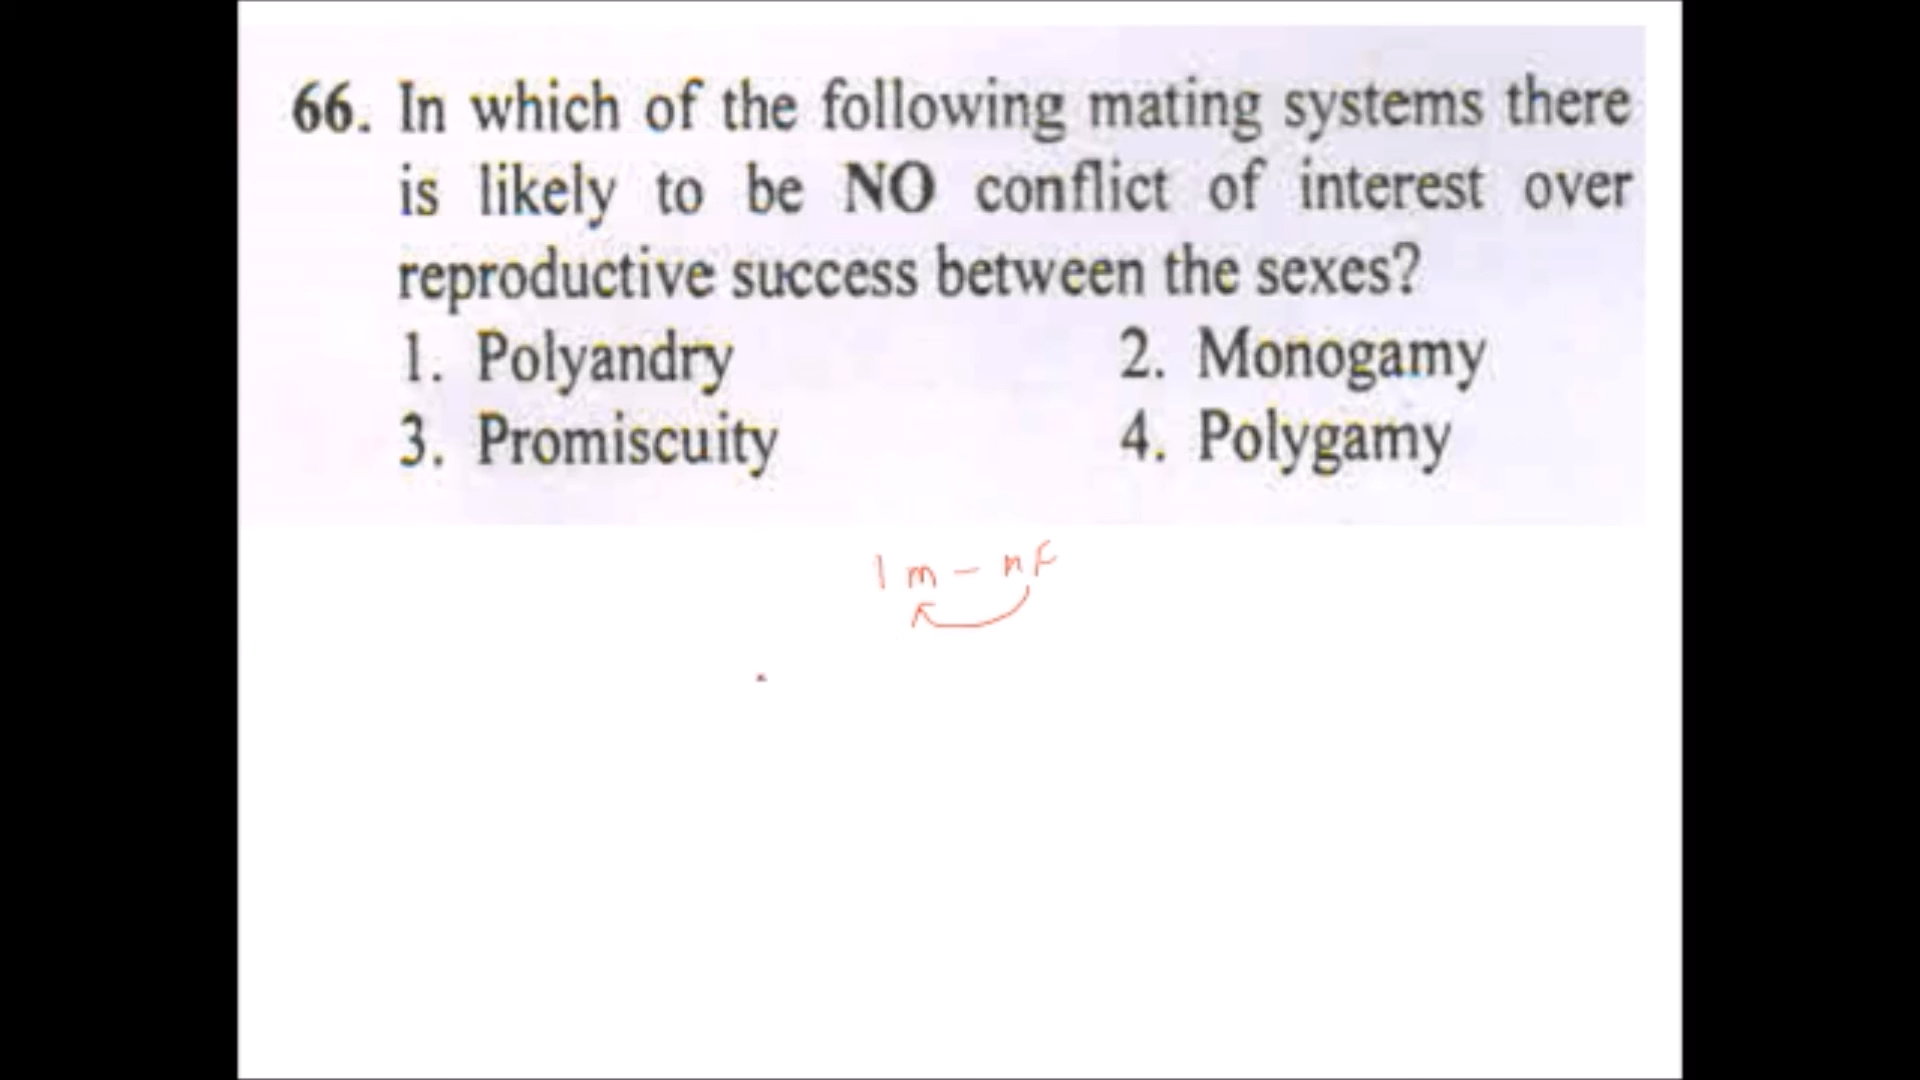 66. In which of the following mating systems there
is likely to be NO conflict of interest over
reproductive success between the sexes?
1. Polyandry 2. Monogamy
3. Promiscuity 4. Polygamy
1 m - nF